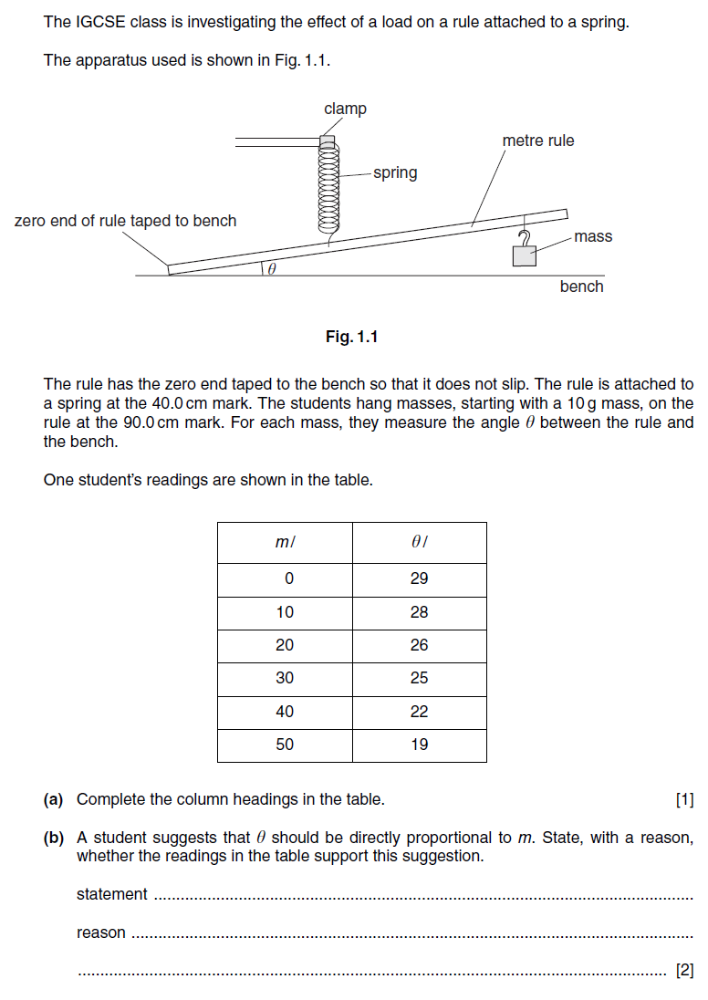 The IGCSE class is investigating the effect of a load on a rule attached to a spring.
The apparatus used is shown in Fig. 1.1.
clamp
metre rule
spring
zero end of rule taped to bench
mass
θ
bench
Fig. 1.1
The rule has the zero end taped to the bench so that it does not slip. The rule is attached to
a spring at the 40.0 cm mark. The students hang masses, starting with a 10 g mass, on the
rule at the 90.0 cm mark. For each mass, they measure the angle θ between the rule and
the bench.
One student's readings are shown in the table.
m/ θ/
0 29
10 28
20 26
30 25
40 22
50 19
(a) Complete the column headings in the table. [1]
(b) A student suggests that θ should be directly proportional to m. State, with a reason,
whether the readings in the table support this suggestion.
statement ..........................................................................................................................
reason ..............................................................................................................................
.................................................................................................................................. [2]